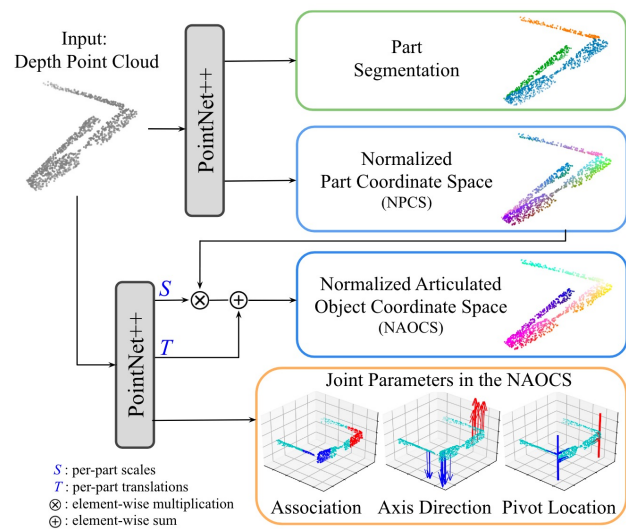 Input:
Depth Point Cloud
PointNet++
Part
Segmentation
Normalized
Part Coordinate Space
(NPCS)
PointNet++
S
T
Normalized Articulated
Object Coordinate Space
(NAOCS)
Joint Parameters in the NAOCS
Association
Axis Direction
Pivot Location
S : per-part scales
T : per-part translations
⊗ : element-wise multiplication
⊕ : element-wise sum